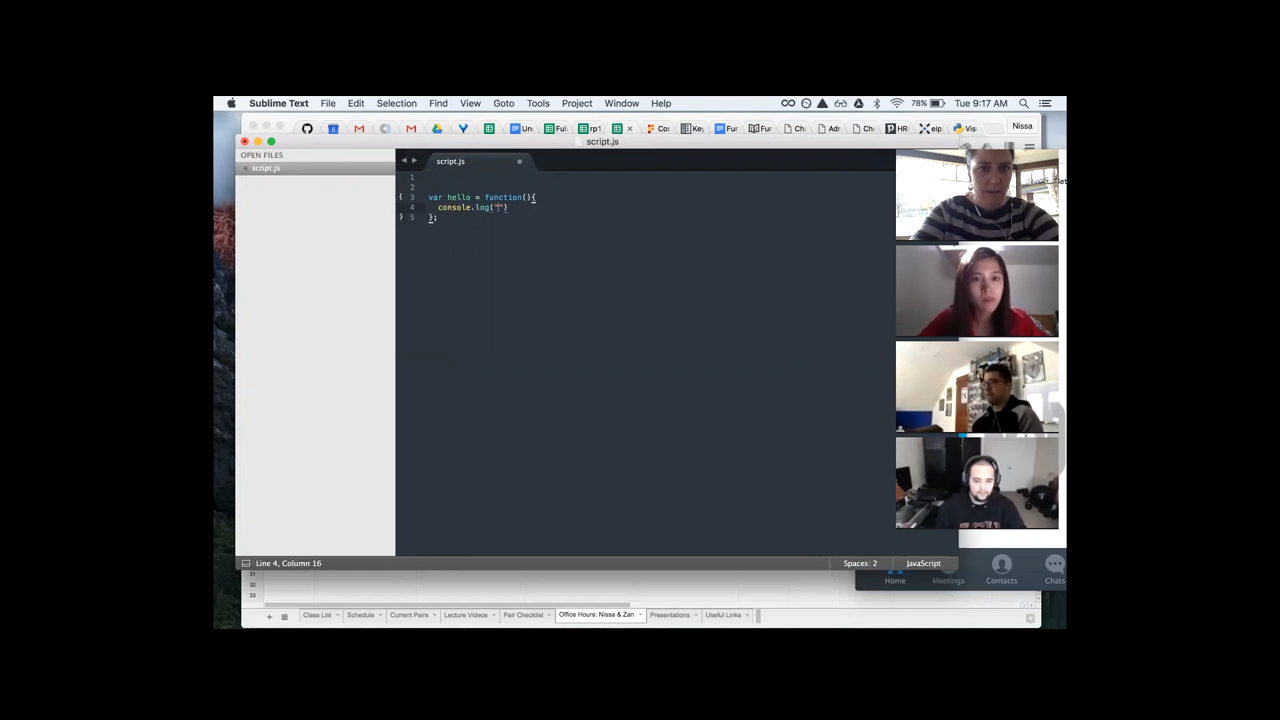 Sublime Text File Edit Selection Find View Goto Tools Project Window Help 78% Tue 9:17 AM
Nissa
script.js
OPEN FILES
script.js
script.js
1
2
3 var hello = function(){
4 console.log("")
5 };
Line 4, Column 16 Spaces: 2 JavaScript
Home Meetings Contacts Chats
31
32
33
Class List Schedule Current Pairs Lecture Videos Pair Checklist Office Hours: Nissa & Zan Presentations Useful Links